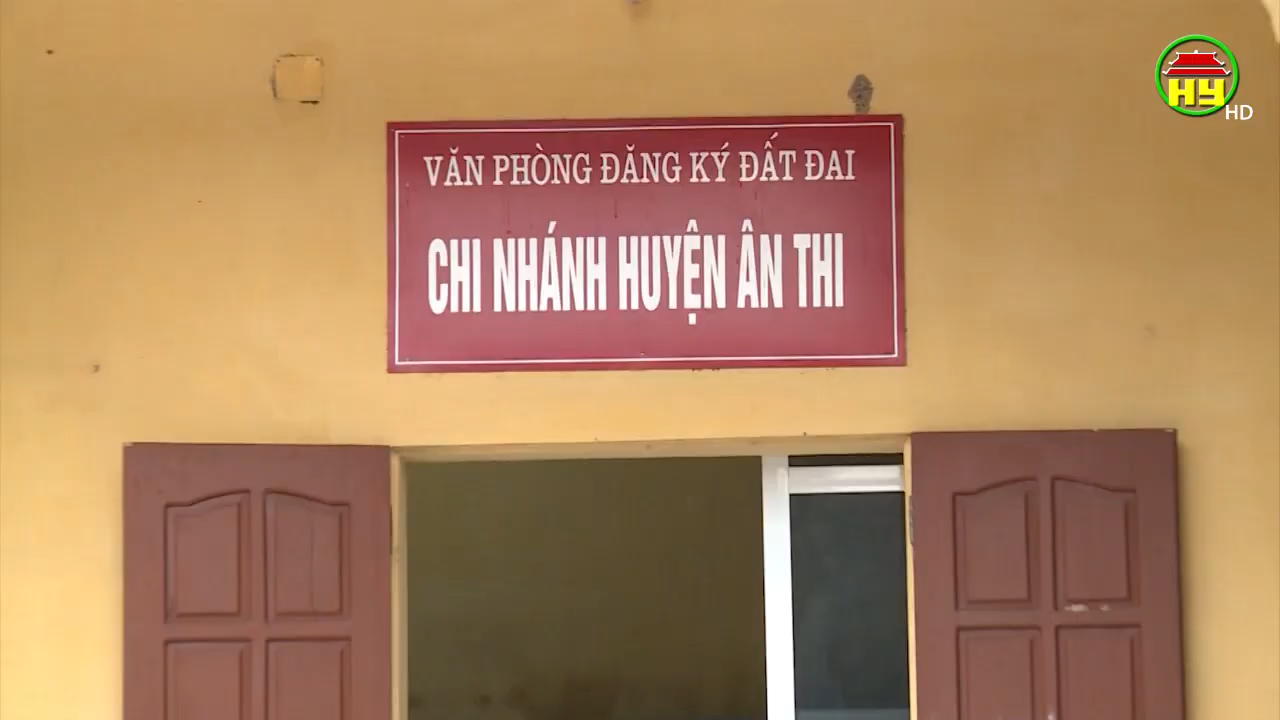 HY
HD
VĂN PHÒNG ĐĂNG KÝ ĐẤT ĐAI
CHI NHÁNH HUYỆN ÂN THI